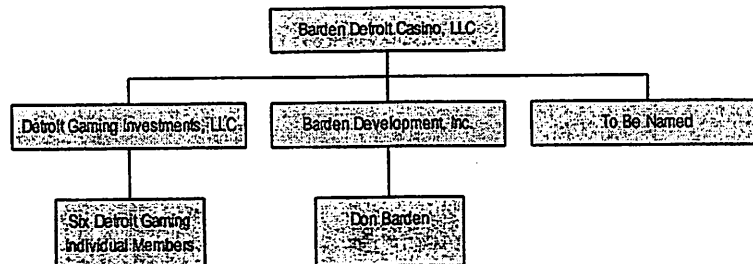 Barden Detroit Casino, LLC
Detroit Gaming Investments, LLC
Barden Development, Inc.
To Be Named
Six Detroit Gaming
Individual Members
Don Barden